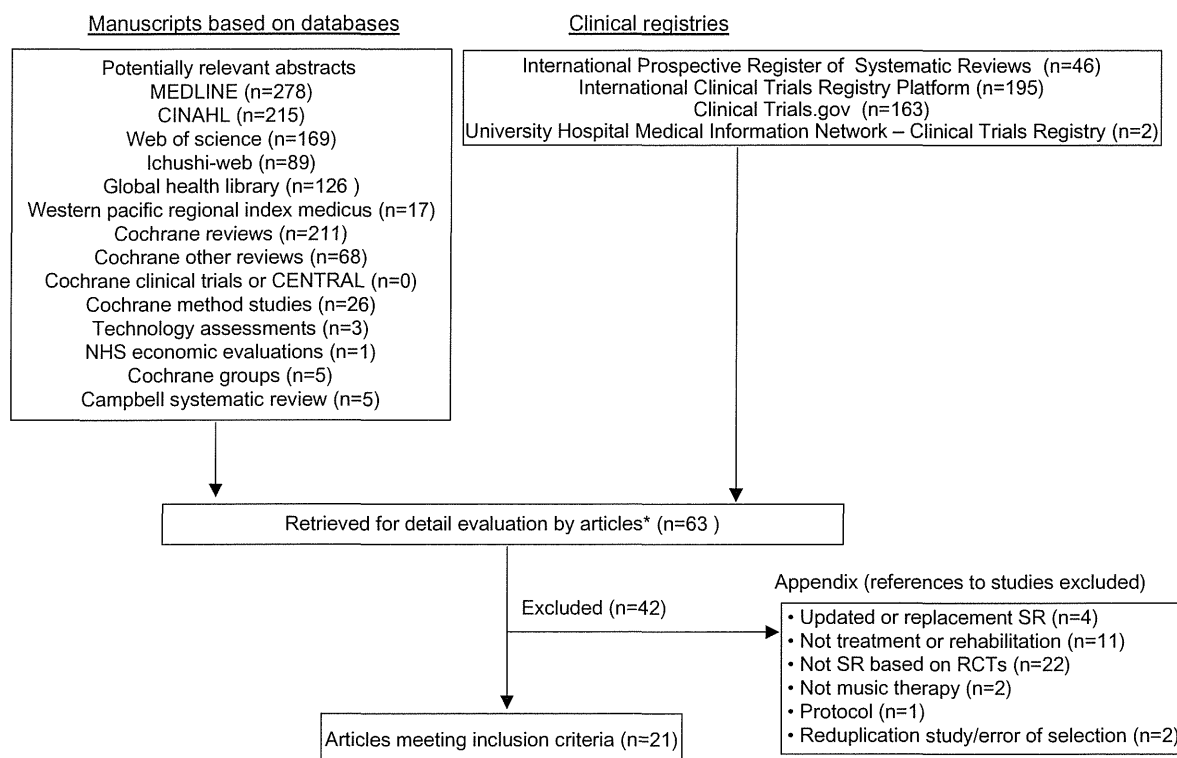 Manuscripts based on databases
Potentially relevant abstracts
MEDLINE (n=278)
CINAHL (n=215)
Web of science (n=169)
Ichushi-web (n=89)
Global health library (n=126 )
Western pacific regional index medicus (n=17)
Cochrane reviews (n=211)
Cochrane other reviews (n=68)
Cochrane clinical trials or CENTRAL (n=0)
Cochrane method studies (n=26)
Technology assessments (n=3)
NHS economic evaluations (n=1)
Cochrane groups (n=5)
Campbell systematic review (n=5)
Clinical registries
International Prospective Register of Systematic Reviews (n=46)
International Clinical Trials Registry Platform (n=195)
Clinical Trials.gov (n=163)
University Hospital Medical Information Network – Clinical Trials Registry (n=2)
Retrieved for detail evaluation by articles* (n=63 )
Excluded (n=42)
Appendix (references to studies excluded)
• Updated or replacement SR (n=4)
• Not treatment or rehabilitation (n=11)
• Not SR based on RCTs (n=22)
• Not music therapy (n=2)
• Protocol (n=1)
• Reduplication study/error of selection (n=2)
Articles meeting inclusion criteria (n=21)